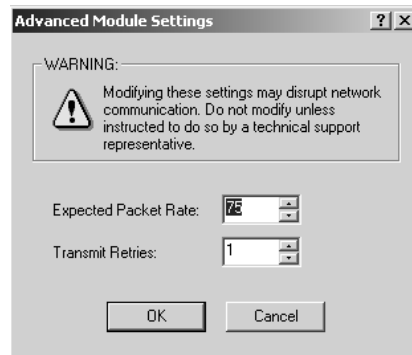 Advanced Module Settings
WARNING:
Modifying these settings may disrupt network
communication. Do not modify unless
instructed to do so by a technical support
representative.
Expected Packet Rate: 75
Transmit Retries: 1
OK Cancel